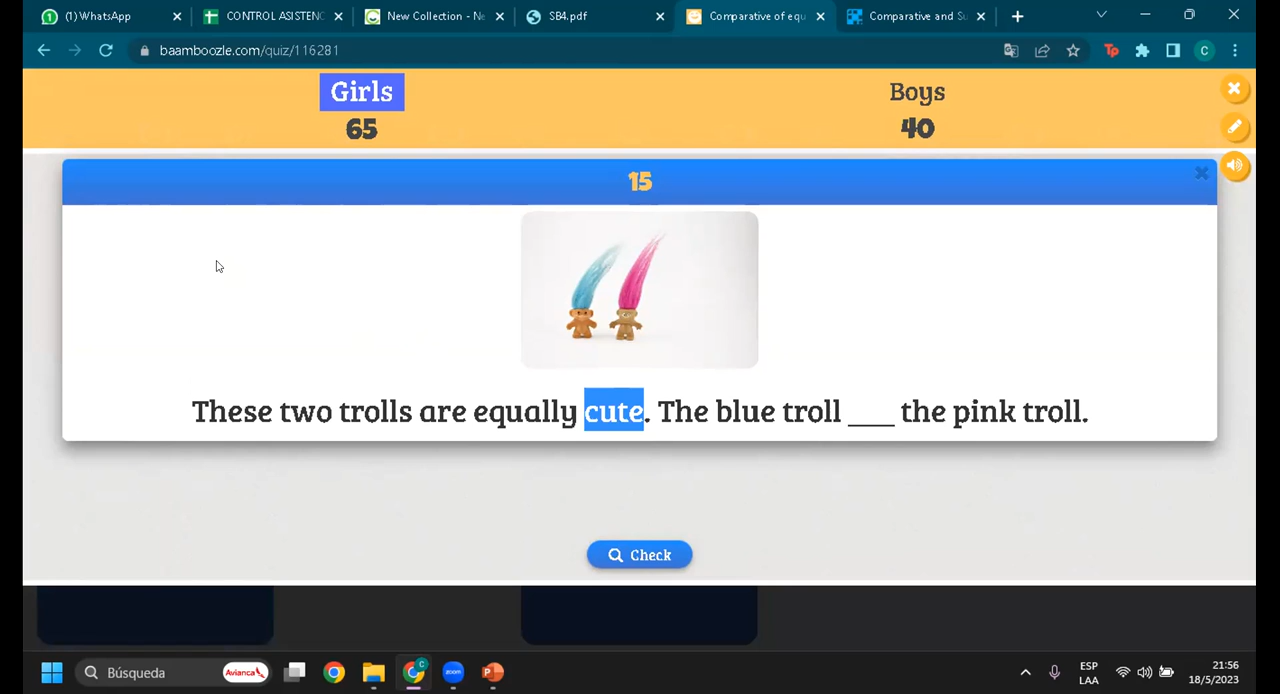 (1) WhatsApp
CONTROL ASISTENC
New Collection - Ne
SB4.pdf
Comparative of equ
Comparative and Su
baamboozle.com/quiz/116281
Tp
C
Girls
Boys
65
40
15
These two trolls are equally cute. The blue troll ___ the pink troll.
Check
Búsqueda
Avianca
C
zoom
P
ESP
LAA
21:56
18/5/2023